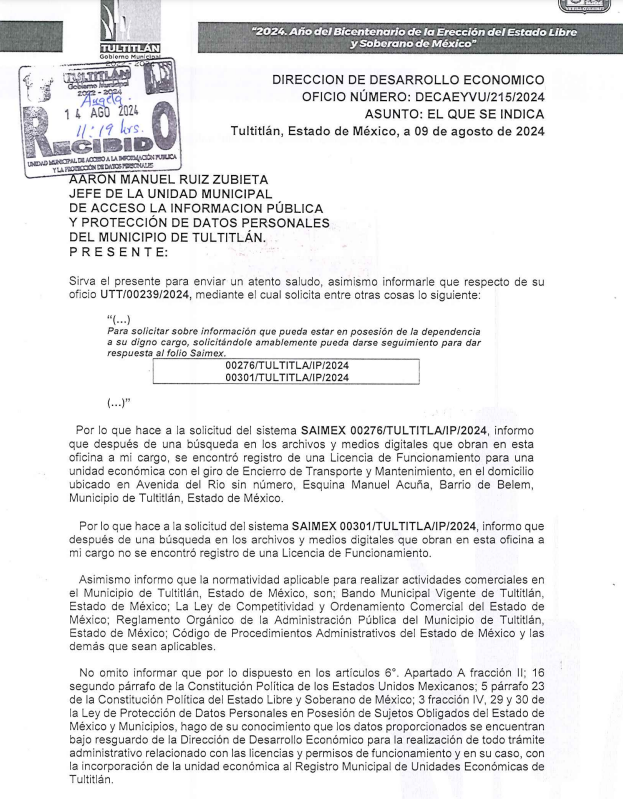 "2024. Año del Bicentenario de la Erección del Estado Libre
y Soberano de México"
TULTITLÁN
Gobierno Municipal
TULTITLÁN
Gobierno Municipal
2022 - 2024
Angela
14 AGO 2024
11:19 hrs.
RECIBIDO
UNIDAD MUNICIPAL DE ACCESO A LA INFORMACIÓN PUBLICA
Y LA PROTECCIÓN DE DATOS PERSONALES
DIRECCION DE DESARROLLO ECONOMICO
OFICIO NÚMERO: DECAEYVU/215/2024
ASUNTO: EL QUE SE INDICA
Tultitlán, Estado de México, a 09 de agosto de 2024
AARON MANUEL RUIZ ZUBIETA
JEFE DE LA UNIDAD MUNICIPAL
DE ACCESO LA INFORMACION PÚBLICA
Y PROTECCIÓN DE DATOS PERSONALES
DEL MUNICIPIO DE TULTITLÁN.
P R E S E N T E:
Sirva el presente para enviar un atento saludo, asimismo informarle que respecto de su
oficio UTT/00239/2024, mediante el cual solicita entre otras cosas lo siguiente:
“(...)
Para solicitar sobre información que pueda estar en posesión de la dependencia
a su digno cargo, solicitándole amablemente pueda darse seguimiento para dar
respuesta al folio Saimex.
00276/TULTITLA/IP/2024
00301/TULTITLA/IP/2024
(...)”
Por lo que hace a la solicitud del sistema SAIMEX 00276/TULTITLA/IP/2024, informo
que después de una búsqueda en los archivos y medios digitales que obran en esta
oficina a mi cargo, se encontró registro de una Licencia de Funcionamiento para una
unidad económica con el giro de Encierro de Transporte y Mantenimiento, en el domicilio
ubicado en Avenida del Rio sin número, Esquina Manuel Acuña, Barrio de Belem,
Municipio de Tultitlán, Estado de México.
Por lo que hace a la solicitud del sistema SAIMEX 00301/TULTITLA/IP/2024, informo que
después de una búsqueda en los archivos y medios digitales que obran en esta oficina a
mi cargo no se encontró registro de una Licencia de Funcionamiento.
Asimismo informo que la normatividad aplicable para realizar actividades comerciales en
el Municipio de Tultitlán, Estado de México, son; Bando Municipal Vigente de Tultitlán,
Estado de México; La Ley de Competitividad y Ordenamiento Comercial del Estado de
México; Reglamento Orgánico de la Administración Pública del Municipio de Tultitlán,
Estado de México; Código de Procedimientos Administrativos del Estado de México y las
demás que sean aplicables.
No omito informar que por lo dispuesto en los artículos 6°. Apartado A fracción II; 16
segundo párrafo de la Constitución Política de los Estados Unidos Mexicanos; 5 párrafo 23
de la Constitución Política del Estado Libre y Soberano de México; 3 fracción IV, 29 y 30 de
la Ley de Protección de Datos Personales en Posesión de Sujetos Obligados del Estado de
México y Municipios, hago de su conocimiento que los datos proporcionados se encuentran
bajo resguardo de la Dirección de Desarrollo Económico para la realización de todo trámite
administrativo relacionado con las licencias y permisos de funcionamiento y en su caso, con
la incorporación de la unidad económica al Registro Municipal de Unidades Económicas de
Tultitlán.